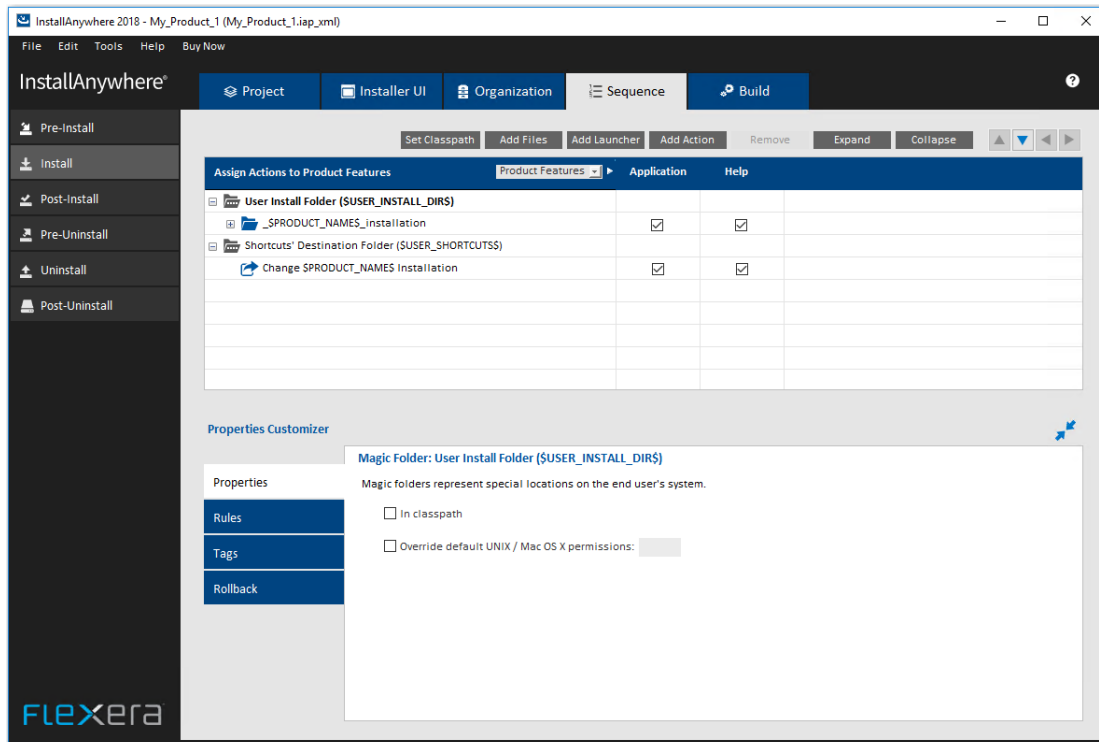 InstallAnywhere 2018 - My_Product_1 (My_Product_1.iap_xml)
File Edit Tools Help Buy Now
InstallAnywhere®
Project Installer UI Organization Sequence Build
Pre-Install
Install
Post-Install
Pre-Uninstall
Uninstall
Post-Uninstall
Set Classpath Add Files Add Launcher Add Action Remove Expand Collapse
Assign Actions to Product Features Product Features Application Help
User Install Folder ($USER_INSTALL_DIR$)
_$PRODUCT_NAME$_installation
Shortcuts' Destination Folder ($USER_SHORTCUTS$)
Change $PRODUCT_NAME$ Installation
Properties Customizer
Properties
Rules
Tags
Rollback
Magic Folder: User Install Folder ($USER_INSTALL_DIR$)
Magic folders represent special locations on the end user's system.
In classpath
Override default UNIX / Mac OS X permissions:
FLEXERA